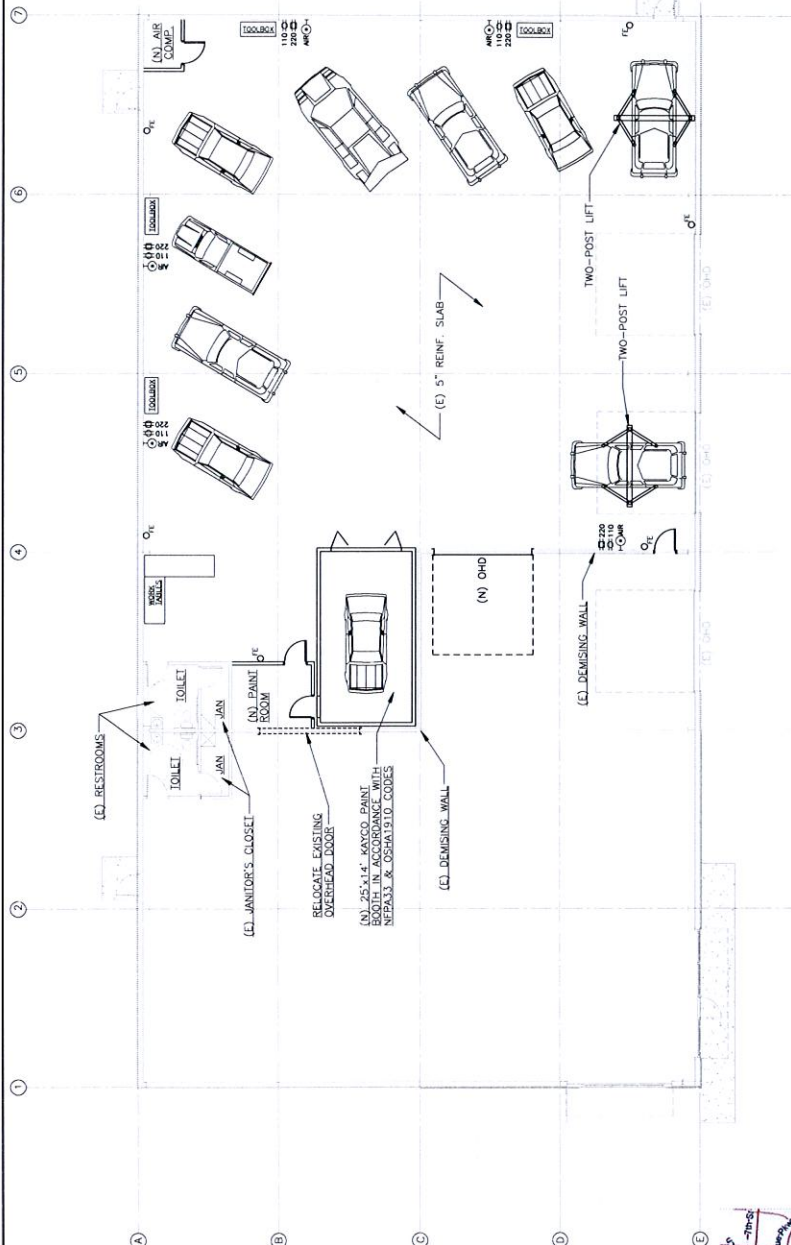 7
6
5
4
3
2
1
A
B
C
D
E
(N) AIR
COMP.
TOOLBOX
110
220
AIR
AIR
110
220
TOOLBOX
FE
FE
TOOLBOX
220
110
AIR
FE
TWO-POST LIFT
(E) OHD
TWO-POST LIFT
(E) 5" REINF. SLAB
TOOLBOX
220
110
AIR
(E) OHD
FE
220
110
AIR
FE
(N) OHD
(E) DEMISING WALL
WORK
TABLES
(E) OHD
FE
(E) RESTROOMS
TOILET
TOILET
JAN
JAN
(N) PAINT
ROOM
(E) JANITOR'S CLOSET
RELOCATE EXISTING
OVERHEAD DOOR
(N) 25'x14' KAYCO PAINT
BOOTH IN ACCORDANCE WITH
NFPA33 & OSHA1910 CODES
(E) DEMISING WALL